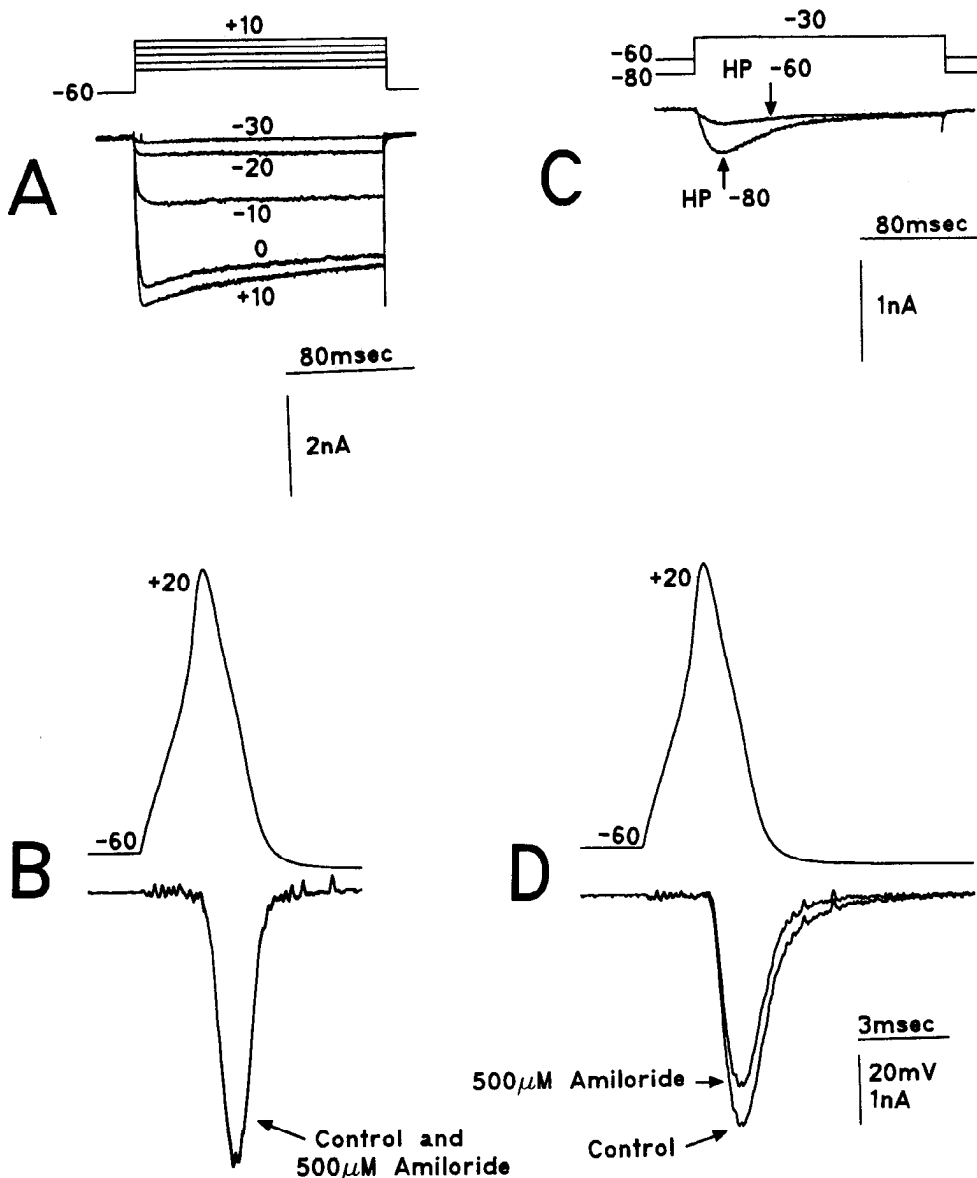 A
+10
-60
-30
-20
-10
0
+10
80msec
2nA
C
-30
-60
-80
HP -60
HP -80
80msec
1nA
B
+20
-60
Control and
500μM Amiloride
D
+20
-60
500μM Amiloride
Control
3msec
20mV
1nA